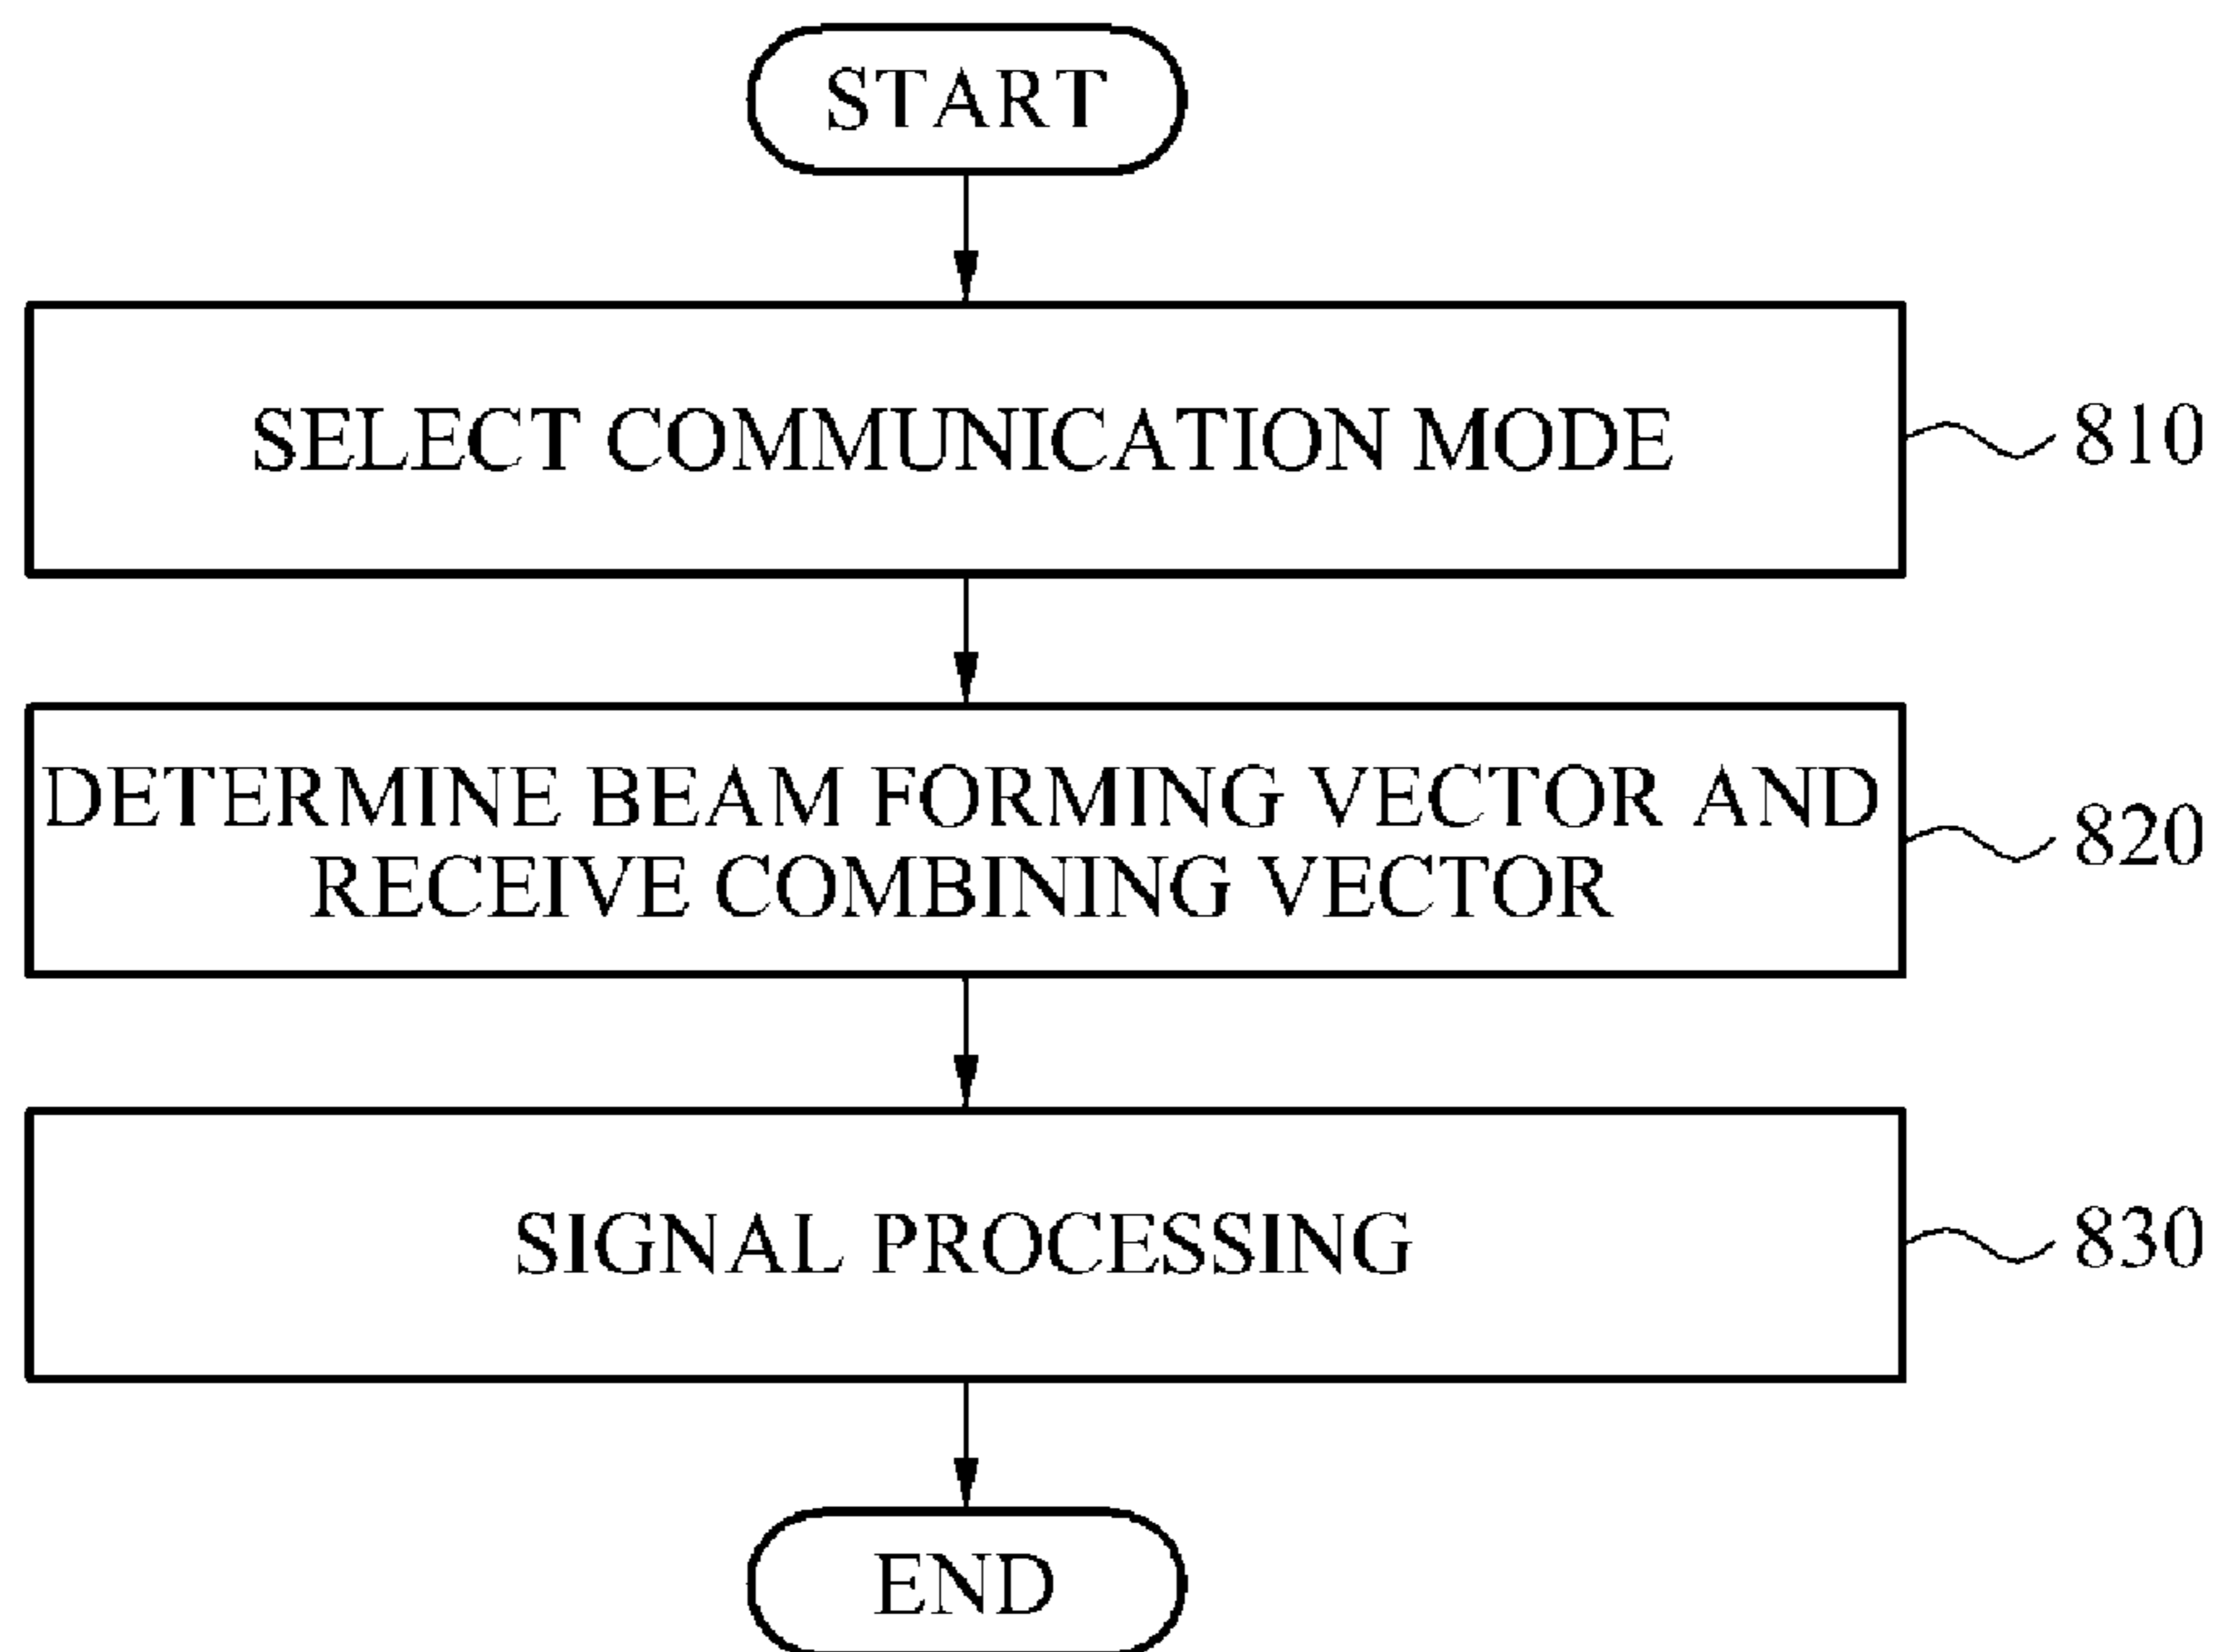 START
SELECT COMMUNICATION MODE
810
DETERMINE BEAM FORMING VECTOR AND
RECEIVE COMBINING VECTOR
820
SIGNAL PROCESSING
830
END